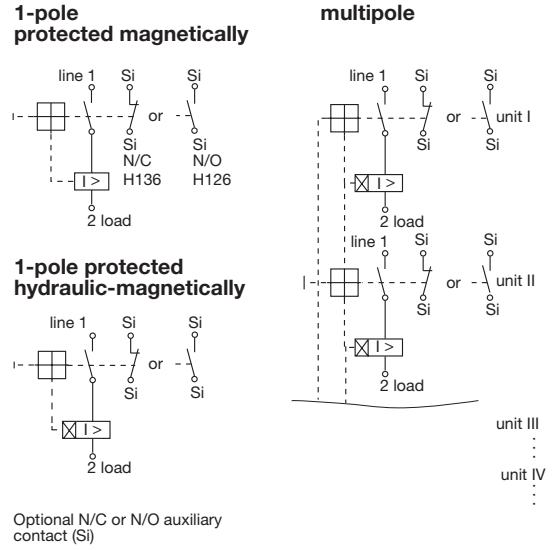 1-pole
protected magnetically
line 1
Si
Si
or
Si
Si
N/C
N/O
H136
H126
I >
2 load
1-pole protected
hydraulic-magnetically
line 1
Si
Si
or
Si
Si
I >
2 load
Optional N/C or N/O auxiliary
contact (Si)
multipole
line 1
Si
Si
or
unit I
Si
Si
I >
2 load
line 1
Si
Si
or
unit II
Si
Si
I >
2 load
unit III
unit IV